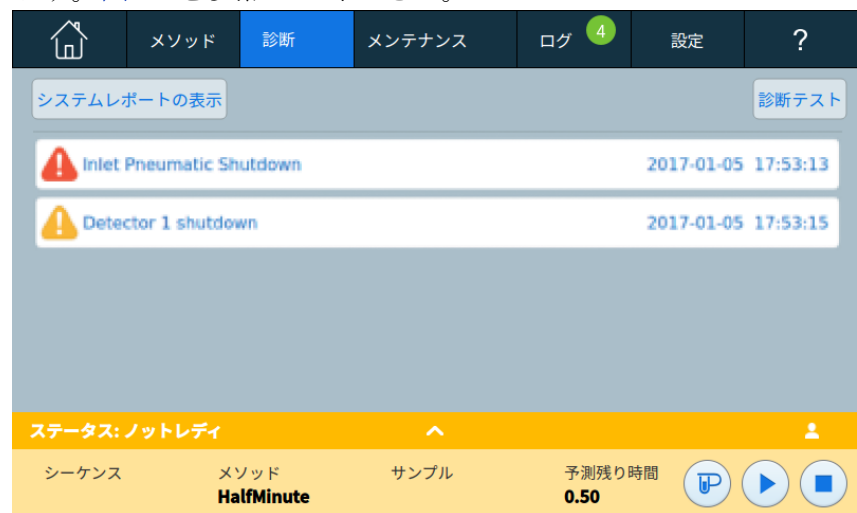 メソッド 診断 メンテナンス ログ 4 設定 ?
システムレポートの表示 診断テスト
Inlet Pneumatic Shutdown 2017-01-05 17:53:13
Detector 1 shutdown 2017-01-05 17:53:15
ステータス: ノットレディ
シーケンス メソッド サンプル 予測残り時間
HalfMinute 0.50